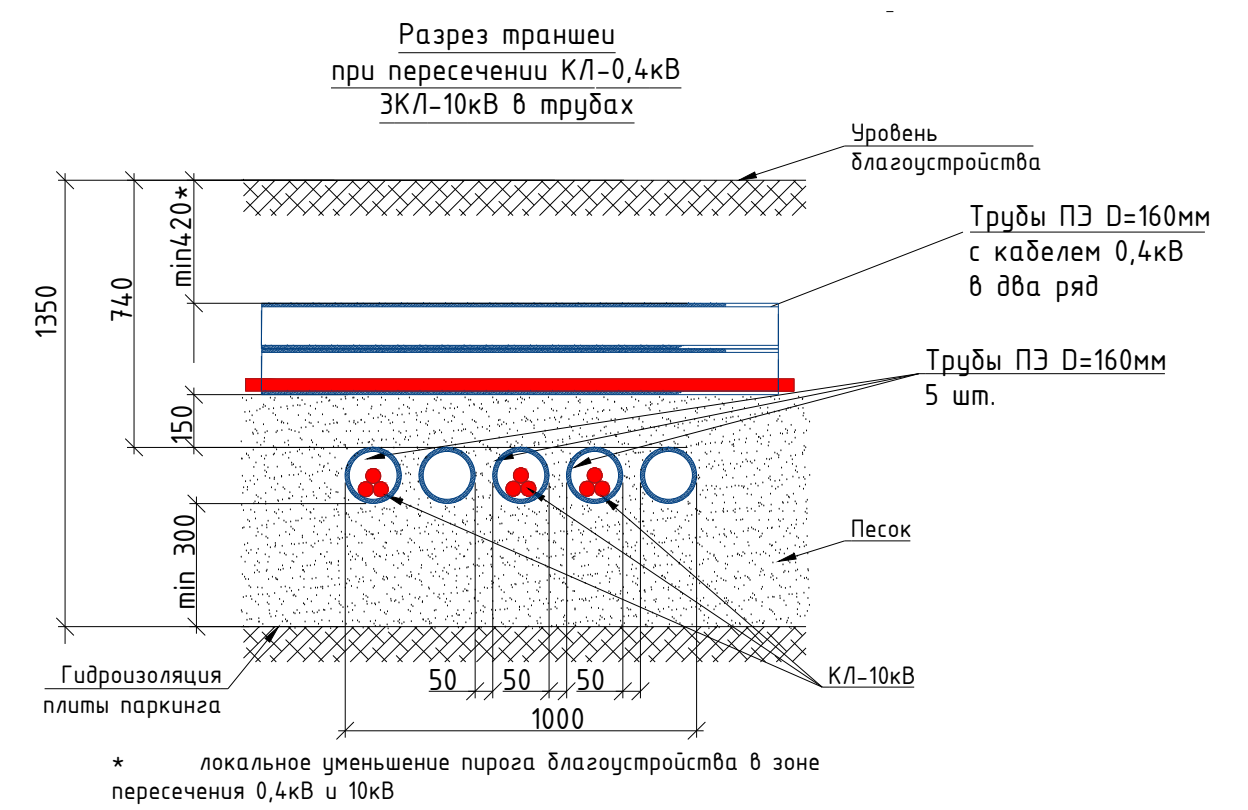 Разрез траншеи
при пересечении КЛ-0,4кВ
3КЛ-10кВ в трубах
Уровень
благоустройства
min420*
740
1350
Трубы ПЭ D=160мм
с кабелем 0,4кВ
в два ряд
Трубы ПЭ D=160мм
5 шт.
150
min 300
Песок
Гидроизоляция
плиты паркинга
50
50
50
КЛ-10кВ
1000
* локальное уменьшение пирога благоустройства в зоне
пересечения 0,4кВ и 10кВ